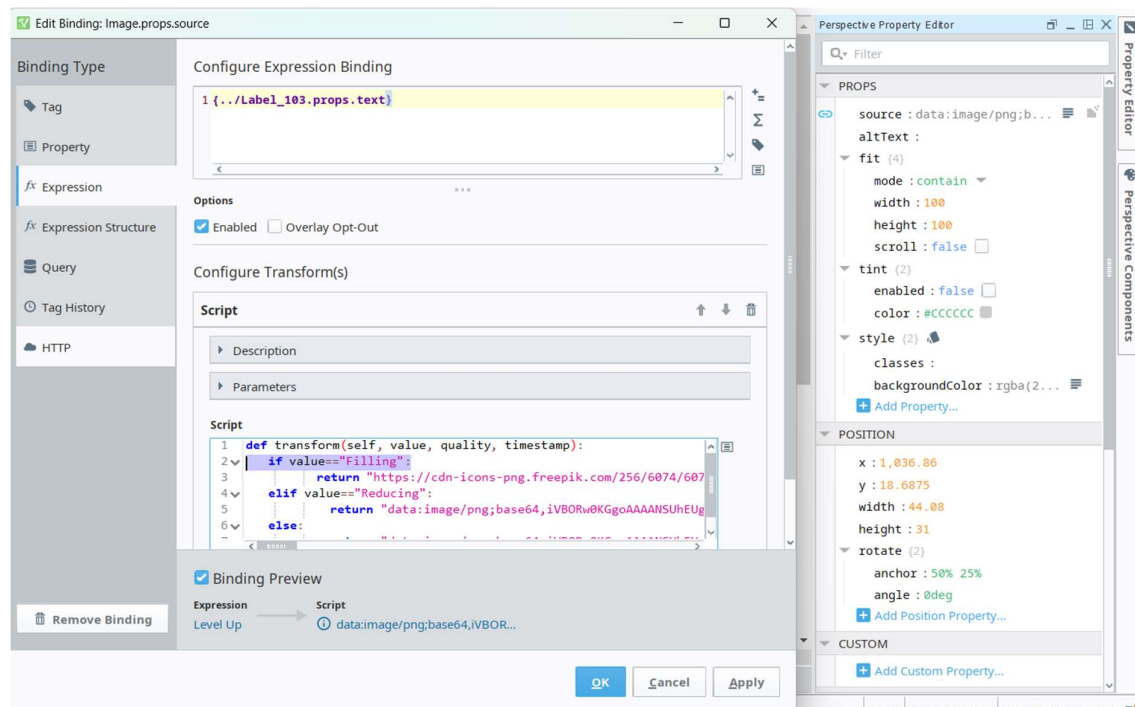 Edit Binding: Image.props.source
Binding Type
Tag
Property
fx Expression
fx Expression Structure
Query
Tag History
HTTP
Remove Binding
Configure Expression Binding
1 {../Label_103.props.text}
Options
Enabled Overlay Opt-Out
Configure Transform(s)
Script
Description
Parameters
Script
1 def transform(self, value, quality, timestamp):
2 if value=="Filling":
3 return "https://cdn-icons-png.freepik.com/256/6074/607
4 elif value=="Reducing":
5 return "data:image/png;base64,iVBORw0KGgoAAAANSUhEUg
6 else:
Binding Preview
Expression Script
Level Up data:image/png;base64,iVBOR...
OK Cancel Apply
Perspective Property Editor
Filter
PROPS
source : data:image/png;b...
altText :
fit {4}
mode : contain
width : 100
height : 100
scroll : false
tint {2}
enabled : false
color : #CCCCCC
style {2}
classes :
backgroundColor : rgba(2...
Add Property...
POSITION
x : 1,036.86
y : 18.6875
width : 44.08
height : 31
rotate {2}
anchor : 50% 25%
angle : 0deg
Add Position Property...
CUSTOM
Add Custom Property...
Property Editor
Perspective Components